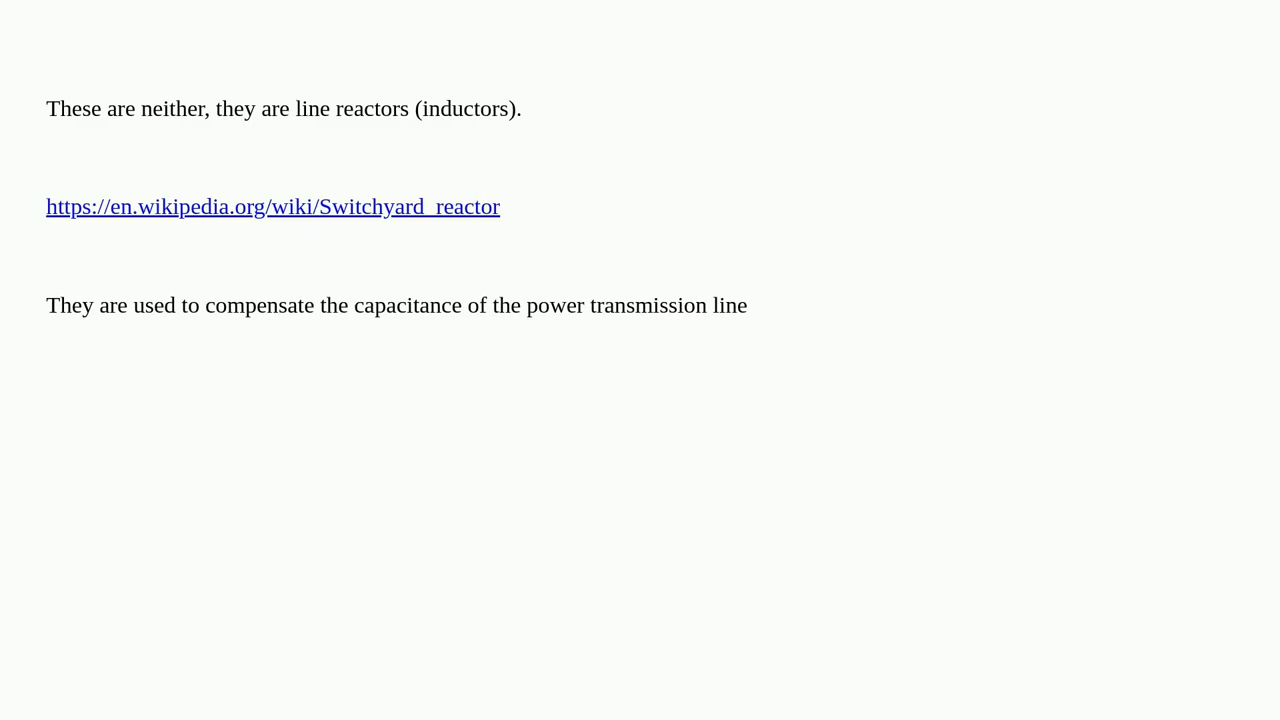 These are neither, they are line reactors (inductors).
https://en.wikipedia.org/wiki/Switchyard_reactor
They are used to compensate the capacitance of the power transmission line